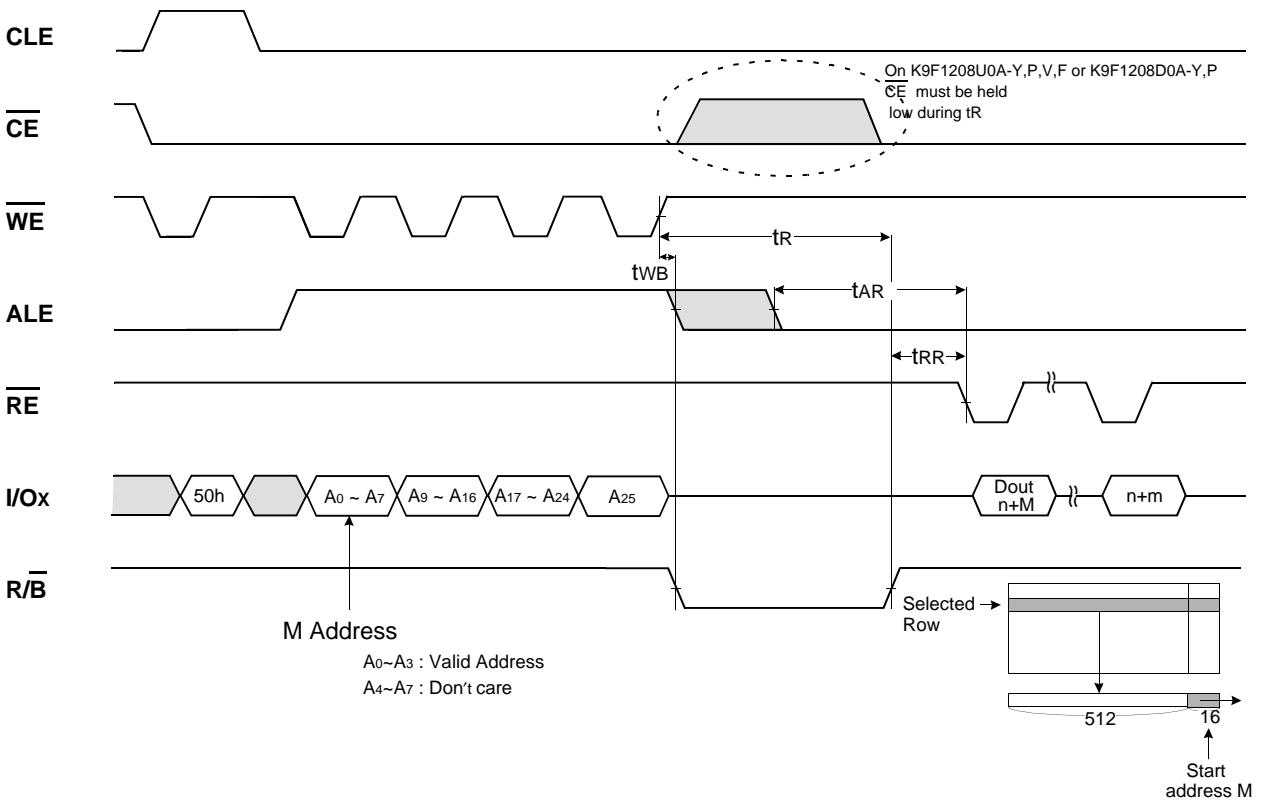 CLE
On K9F1208U0A-Y,P,V,F or K9F1208D0A-Y,P
CE must be held
low during tR
CE
WE
tR
tWB
ALE
tAR
tRR
RE
I/Ox
50h
A0 ~ A7
A9 ~ A16
A17 ~ A24
A25
Dout
n+M
n+m
R/B
M Address
A0~A3 : Valid Address
A4~A7 : Don't care
Selected
Row
512
16
Start
address M